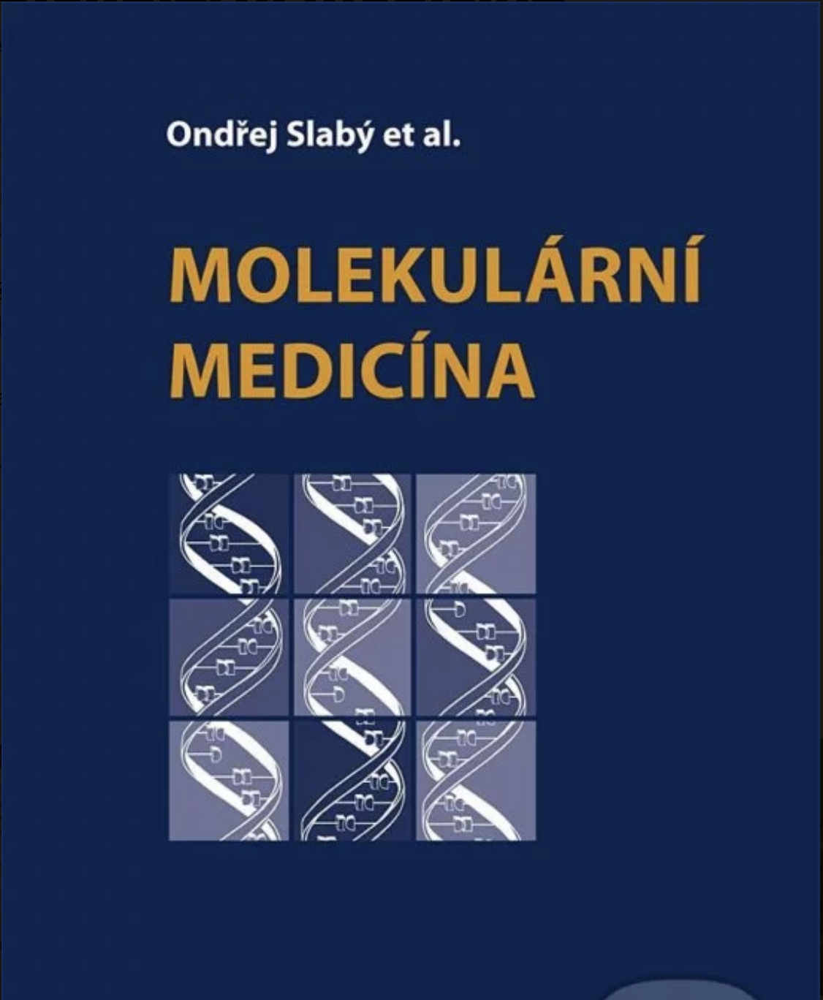 Ondřej Slabý et al.
MOLEKULÁRNÍ
MEDICÍNA